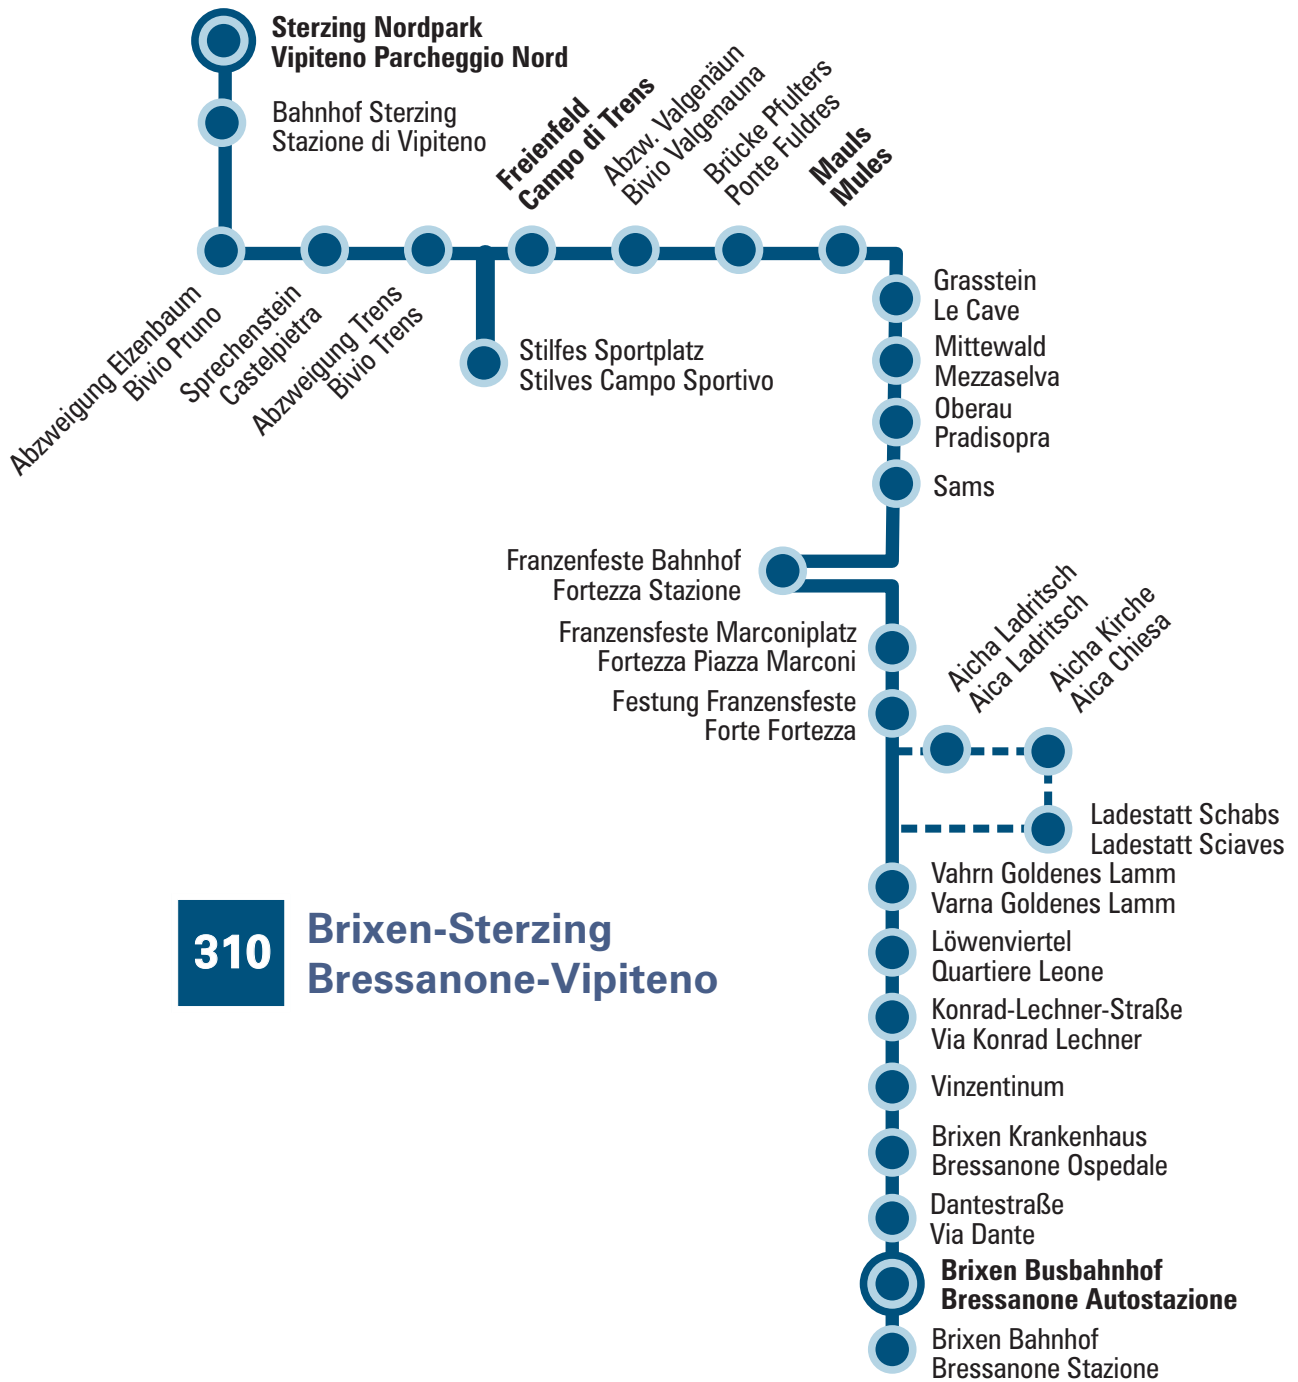 Sterzing Nordpark
Vipiteno Parcheggio Nord
Bahnhof Sterzing
Stazione di Vipiteno
Abzweigung Elzenbaum
Bivio Pruno
Sprechenstein
Castelpietra
Abzweigung Trens
Bivio Trens
Stilfes Sportplatz
Stilves Campo Sportivo
Freienfeld
Campo di Trens
Abzw. Valgenäun
Bivio Valgenauna
Brücke Pfulters
Ponte Fuldres
Mauls
Mules
Grasstein
Le Cave
Mittewald
Mezzaselva
Oberau
Pradisopra
Sams
Franzenfeste Bahnhof
Fortezza Stazione
Franzensfeste Marconiplatz
Fortezza Piazza Marconi
Festung Franzensfeste
Forte Fortezza
Aicha Ladritsch
Aica Ladritsch
Aicha Kirche
Aica Chiesa
Ladestatt Schabs
Ladestatt Sciaves
Vahrn Goldenes Lamm
Varna Goldenes Lamm
Löwenviertel
Quartiere Leone
Konrad-Lechner-Straße
Via Konrad Lechner
Vinzentinum
Brixen Krankenhaus
Bressanone Ospedale
Dantestraße
Via Dante
Brixen Busbahnhof
Bressanone Autostazione
Brixen Bahnhof
Bressanone Stazione
310
Brixen-Sterzing
Bressanone-Vipiteno